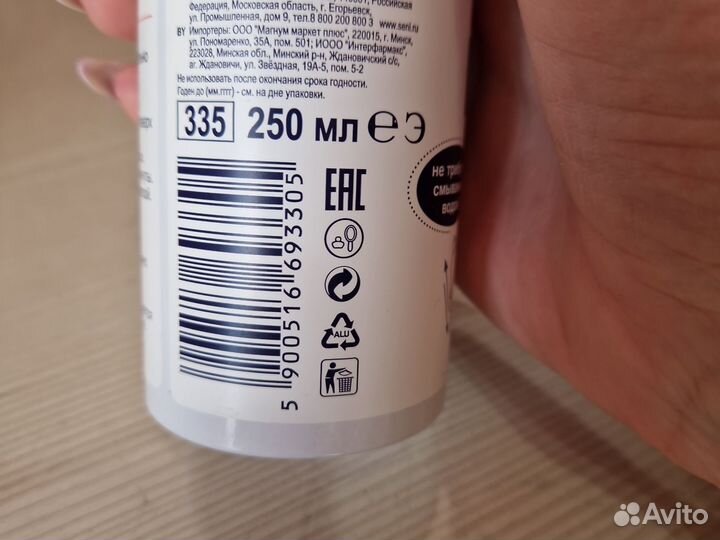 Федерация, Московская область, г. Егорьевск,
ул. Промышленная, дом 9, тел.8 800 200 800 3 www.seni.ru
BY Импортеры: ООО "Магнум маркет плюс", 220015, г. Минск,
ул. Пономаренко, 35А, пом. 501; ИООО "Интерфармакс",
223028, Минская обл., Минский р-н, Ждановичский с/с,
аг. Ждановичи, ул. Звёздная, 19А-5, пом. 5-2
Не использовать после окончания срока годности.
Годен до (мм.гггг) - см. на дне упаковки.
335 250 мл ℮ Э
5 900516 693305
EAC
ALU
не
Avito